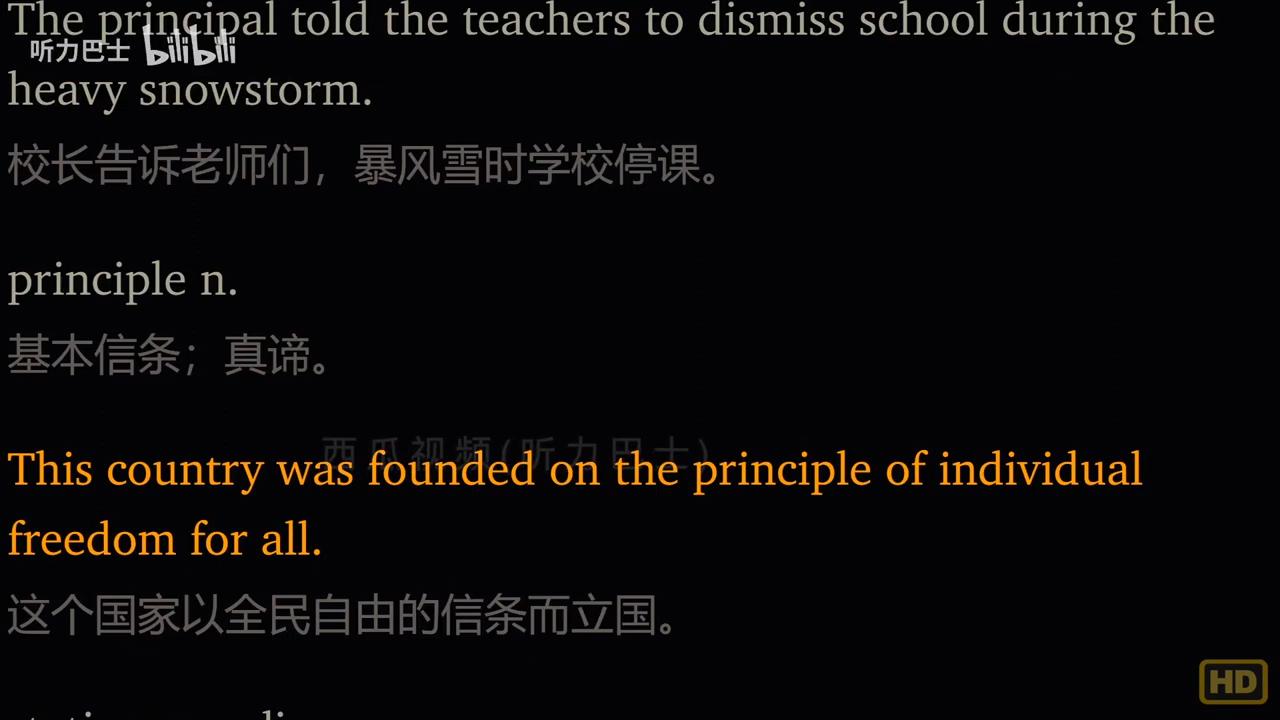 The principal told the teachers to dismiss school during the
听力巴士 bilibili
heavy snowstorm.
校长告诉老师们，暴风雪时学校停课。
principle n.
基本信条；真谛。
西瓜视频(听力巴士)
This country was founded on the principle of individual
freedom for all.
这个国家以全民自由的信条而立国。
HD